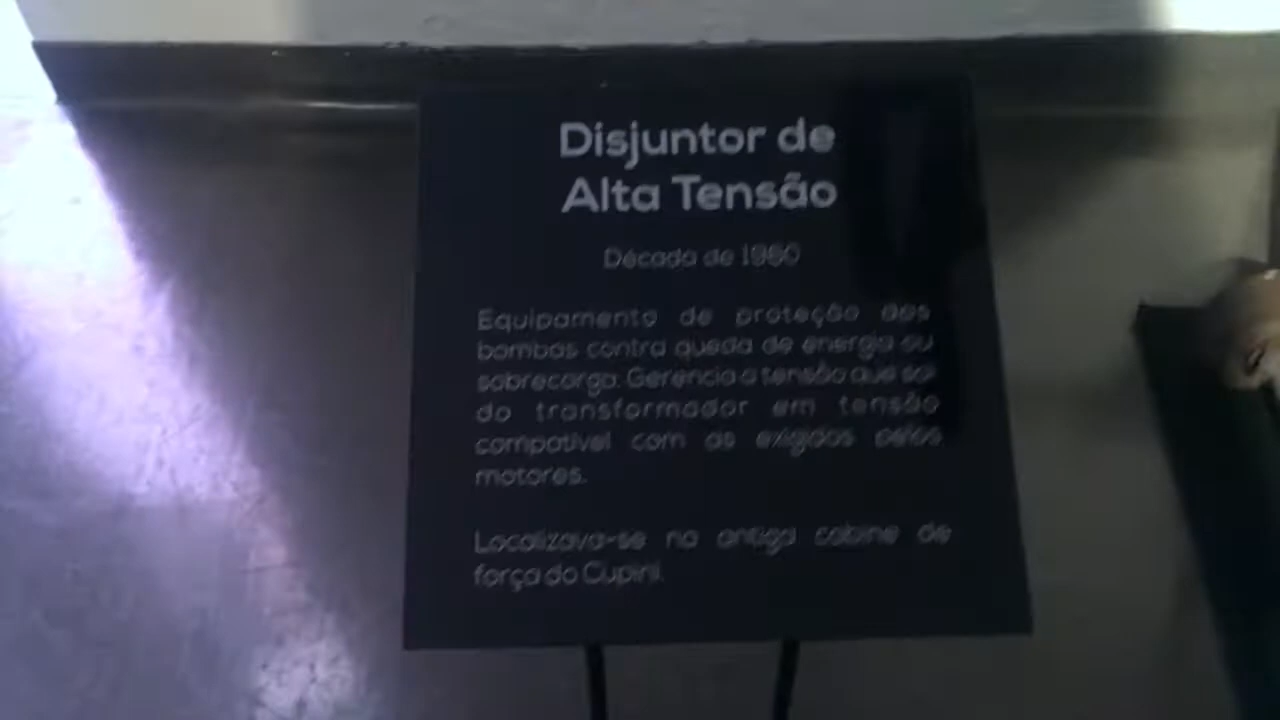 Disjuntor de
Alta Tensão
Década de 1960
Equipamento de proteção das
bombas contra queda de energia ou
sobrecarga. Gerencia a tensão que sai
do transformador em tensão
compatível com as exigidas pelos
motores.
Localizava-se na antiga cabine de
força do Cupini.